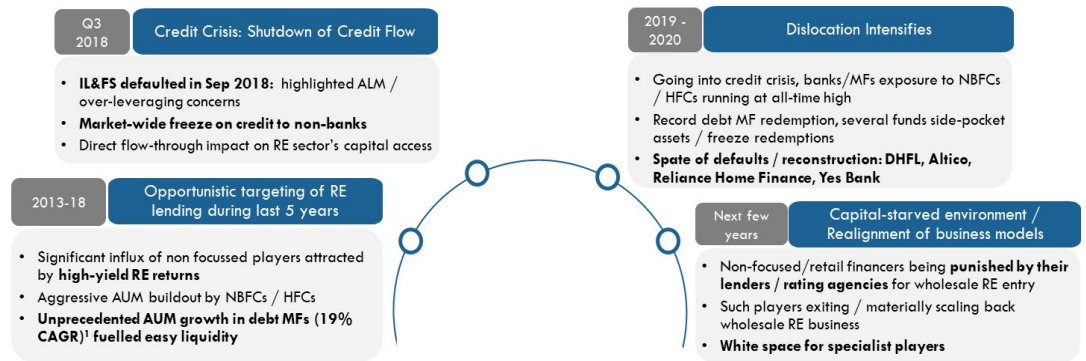 Q3
2018
Credit Crisis: Shutdown of Credit Flow
• IL&FS defaulted in Sep 2018: highlighted ALM /
over-leveraging concerns
• Market-wide freeze on credit to non-banks
• Direct flow-through impact on RE sector's capital access
2013-18
Opportunistic targeting of RE
lending during last 5 years
• Significant influx of non focussed players attracted
by high-yield RE returns
• Aggressive AUM buildout by NBFCs / HFCs
• Unprecedented AUM growth in debt MFs (19%
CAGR)¹ fuelled easy liquidity
2019 -
2020
Dislocation Intensifies
• Going into credit crisis, banks/MFs exposure to NBFCs
/ HFCs running at all-time high
• Record debt MF redemption, several funds side-pocket
assets / freeze redemptions
• Spate of defaults / reconstruction: DHFL, Altico,
Reliance Home Finance, Yes Bank
Next few
years
Capital-starved environment /
Realignment of business models
• Non-focused/retail financers being punished by their
lenders / rating agencies for wholesale RE entry
• Such players exiting / materially scaling back
wholesale RE business
• White space for specialist players